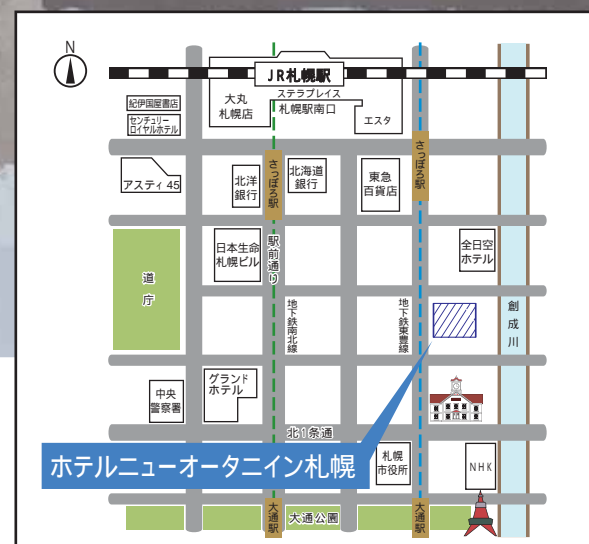 N
JR札幌駅
ステラプレイス
大丸
札幌店
札幌駅南口
エスタ
紀伊国屋書店
センチュリー
ロイヤルホテル
アスティ45
北洋
銀行
さっぽろ駅
北海道
銀行
東急
百貨店
さっぽろ駅
日本生命
札幌ビル
駅前通り
全日空
ホテル
道庁
地下鉄南北線
地下鉄東豊線
創成川
中央
警察署
グランド
ホテル
北1条通
ホテルニューオータニイン札幌
札幌
市役所
NHK
大通駅
大通公園
大通駅